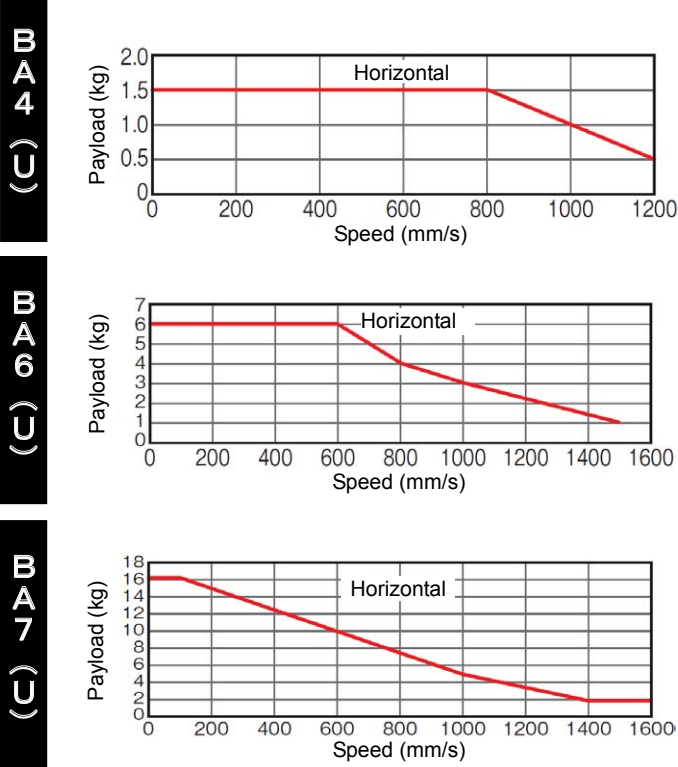 BA4 (U)
2.0
Horizontal
1.5
1.0
0.5
0
Payload (kg)
0 200 400 600 800 1000 1200
Speed (mm/s)
BA6 (U)
7
Horizontal
6
5
4
3
2
1
0
Payload (kg)
0 200 400 600 800 1000 1200 1400 1600
Speed (mm/s)
BA7 (U)
18
16
Horizontal
14
12
10
8
6
4
2
0
Payload (kg)
0 200 400 600 800 1000 1200 1400 1600
Speed (mm/s)